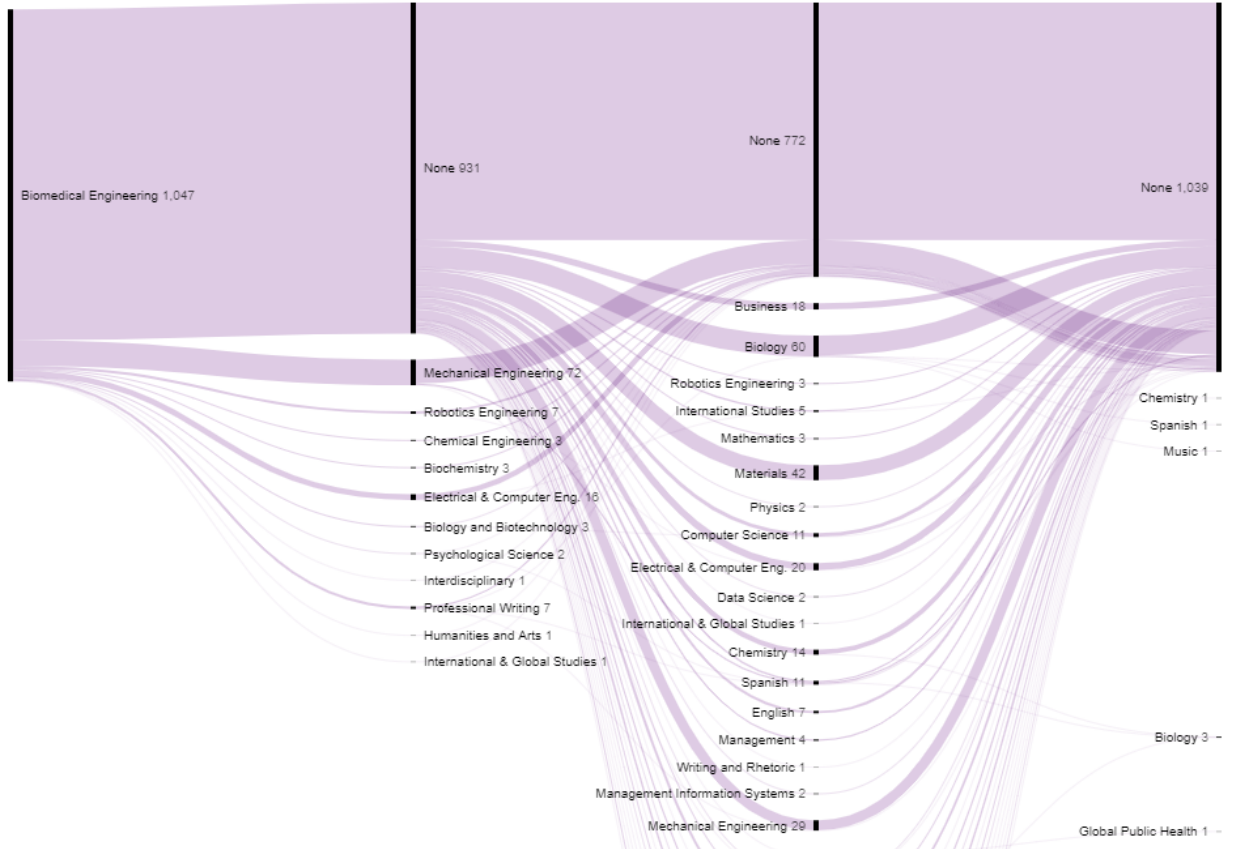 Biomedical Engineering 1,047
None 931
Mechanical Engineering 72
Robotics Engineering 7
Chemical Engineering 3
Biochemistry 3
Electrical & Computer Eng. 16
Biology and Biotechnology 3
Psychological Science 2
Interdisciplinary 1
Professional Writing 7
Humanities and Arts 1
International & Global Studies 1
None 772
Business 18
Biology 60
Robotics Engineering 3
International Studies 5
Mathematics 3
Materials 42
Physics 2
Computer Science 11
Electrical & Computer Eng. 20
Data Science 2
International & Global Studies 1
Chemistry 14
Spanish 11
English 7
Management 4
Writing and Rhetoric 1
Management Information Systems 2
Mechanical Engineering 29
None 1,039
Chemistry 1
Spanish 1
Music 1
Biology 3
Global Public Health 1